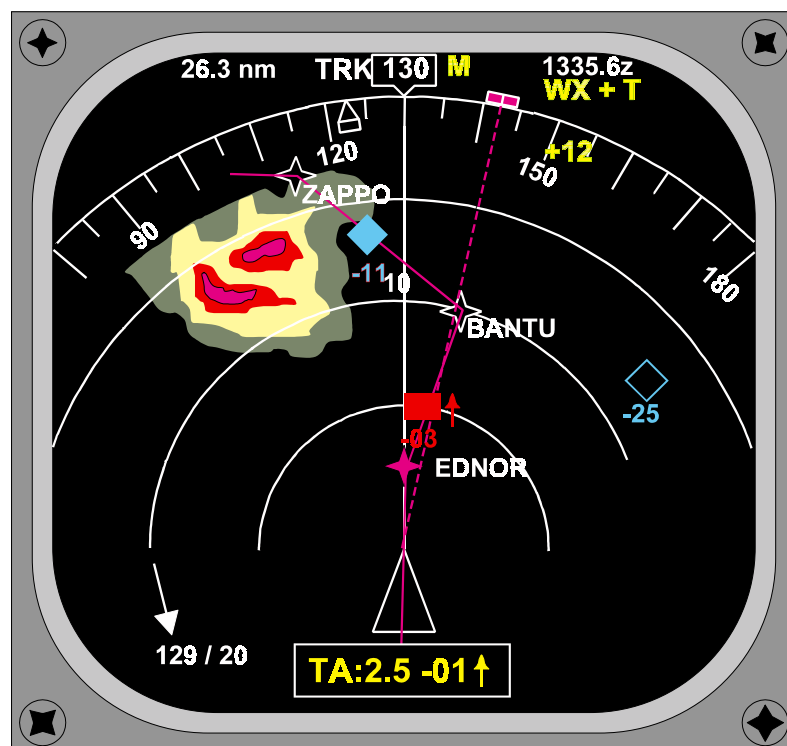 26.3 nm TRK 130 M 1335.6z
WX + T
120
+12
150
ZAPPO
90
-11
10
180
BANTU
-25
-03
EDNOR
129 / 20
TA:2.5 -01